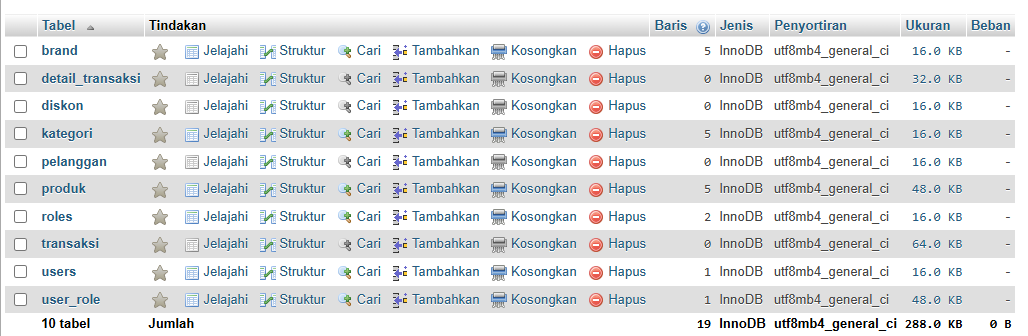 Tabel Tindakan Baris Jenis Penyortiran Ukuran Beban
brand Jelajahi Struktur Cari Tambahkan Kosongkan Hapus 5 InnoDB utf8mb4_general_ci 16.0 KB -
detail_transaksi Jelajahi Struktur Cari Tambahkan Kosongkan Hapus 0 InnoDB utf8mb4_general_ci 32.0 KB -
diskon Jelajahi Struktur Cari Tambahkan Kosongkan Hapus 0 InnoDB utf8mb4_general_ci 16.0 KB -
kategori Jelajahi Struktur Cari Tambahkan Kosongkan Hapus 5 InnoDB utf8mb4_general_ci 16.0 KB -
pelanggan Jelajahi Struktur Cari Tambahkan Kosongkan Hapus 0 InnoDB utf8mb4_general_ci 16.0 KB -
produk Jelajahi Struktur Cari Tambahkan Kosongkan Hapus 5 InnoDB utf8mb4_general_ci 48.0 KB -
roles Jelajahi Struktur Cari Tambahkan Kosongkan Hapus 2 InnoDB utf8mb4_general_ci 16.0 KB -
transaksi Jelajahi Struktur Cari Tambahkan Kosongkan Hapus 0 InnoDB utf8mb4_general_ci 64.0 KB -
users Jelajahi Struktur Cari Tambahkan Kosongkan Hapus 1 InnoDB utf8mb4_general_ci 16.0 KB -
user_role Jelajahi Struktur Cari Tambahkan Kosongkan Hapus 1 InnoDB utf8mb4_general_ci 48.0 KB -
10 tabel Jumlah 19 InnoDB utf8mb4_general_ci 288.0 KB 0 B